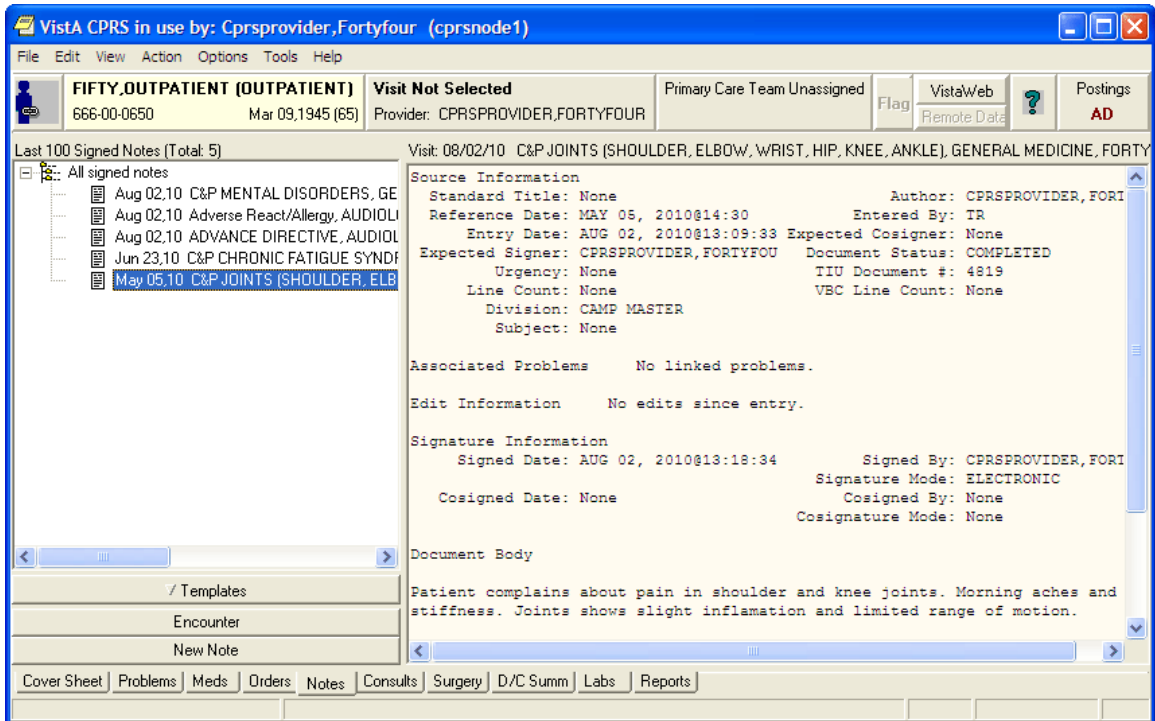 VistA CPRS in use by: Cprsprovider,Fortyfour (cprsnode1)
File Edit View Action Options Tools Help
FIFTY,OUTPATIENT (OUTPATIENT)
666-00-0650 Mar 09,1945 (65)
Visit Not Selected
Provider: CPRSPROVIDER,FORTYFOUR
Primary Care Team Unassigned
Flag
VistaWeb
Remote Data
?
Postings
AD
Last 100 Signed Notes (Total: 5)
All signed notes
Aug 02,10 C&P MENTAL DISORDERS, GE
Aug 02,10 Adverse React/Allergy, AUDIOL
Aug 02,10 ADVANCE DIRECTIVE, AUDIOL
Jun 23,10 C&P CHRONIC FATIGUE SYNDR
May 05,10 C&P JOINTS (SHOULDER, ELB
Templates
Encounter
New Note
Visit: 08/02/10 C&P JOINTS (SHOULDER, ELBOW, WRIST, HIP, KNEE, ANKLE), GENERAL MEDICINE, FORTY
Source Information
Standard Title: None Author: CPRSPROVIDER,FORT
Reference Date: MAY 05, 2010@14:30 Entered By: TR
Entry Date: AUG 02, 2010@13:09:33 Expected Cosigner: None
Expected Signer: CPRSPROVIDER,FORTYFOU Document Status: COMPLETED
Urgency: None TIU Document #: 4819
Line Count: None VBC Line Count: None
Division: CAMP MASTER
Subject: None
Associated Problems No linked problems.
Edit Information No edits since entry.
Signature Information
Signed Date: AUG 02, 2010@13:18:34 Signed By: CPRSPROVIDER,FORT
Signature Mode: ELECTRONIC
Cosigned Date: None Cosigned By: None
Cosignature Mode: None
Document Body
Patient complains about pain in shoulder and knee joints. Morning aches and
stiffness. Joints shows slight inflamation and limited range of motion.
Cover Sheet Problems Meds Orders Notes Consults Surgery D/C Summ Labs Reports